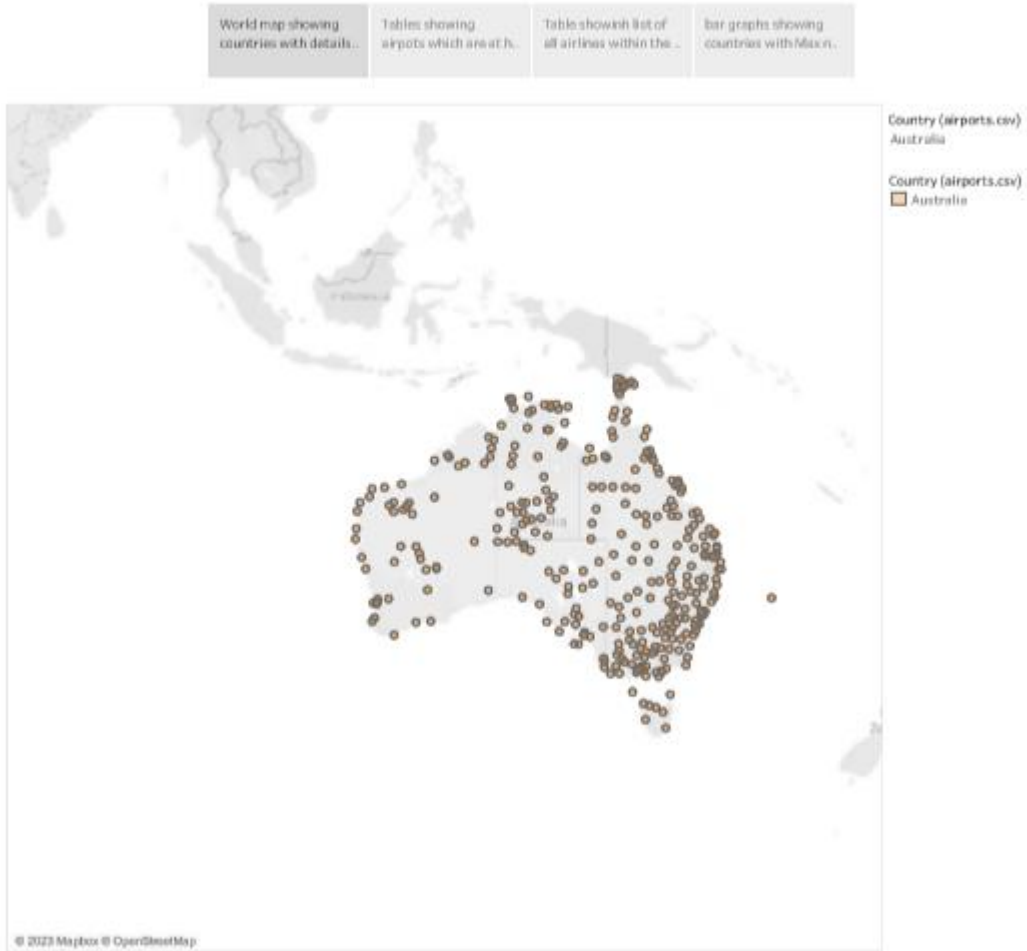 World map showing
countries with details..
Tables showing
airpots which are at h..
Table showinh list of
all airlines within the ..
bar graphs showing
countries with Max n..
Country (airports.csv)
Australia
Country (airports.csv)
Australia
© 2023 Mapbox © OpenStreetMap